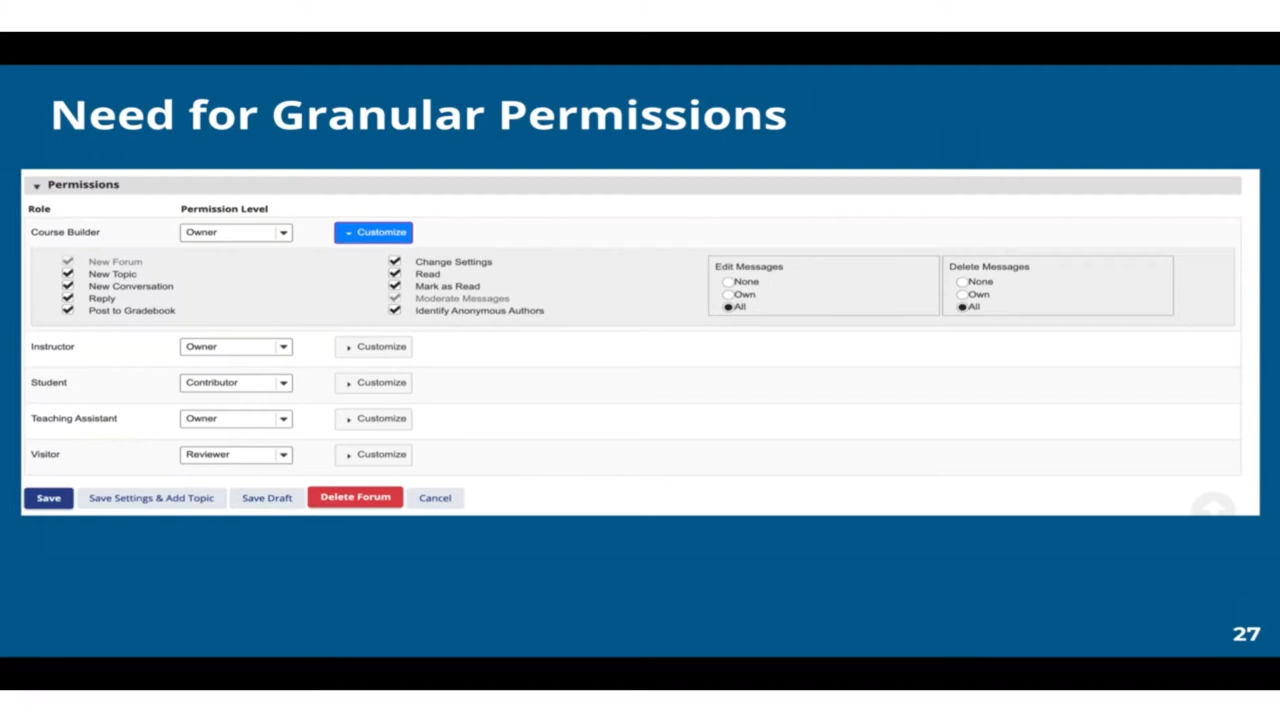 Need for Granular Permissions
Permissions
Role Permission Level
Course Builder Owner Customize
New Forum Change Settings
New Topic Read
New Conversation Mark as Read
Reply Moderate Messages
Post to Gradebook Identify Anonymous Authors
Edit Messages
None
Own
All
Delete Messages
None
Own
All
Instructor Owner Customize
Student Contributor Customize
Teaching Assistant Owner Customize
Visitor Reviewer Customize
Save Save Settings & Add Topic Save Draft Delete Forum Cancel
27